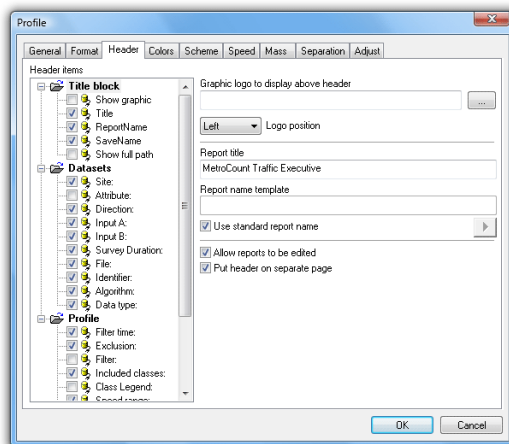 Profile
General Format Header Colors Scheme Speed Mass Separation Adjust
Header items
Title block
Show graphic
Title
ReportName
SaveName
Show full path
Datasets
Site:
Attribute:
Direction:
Input A:
Input B:
Survey Duration:
File:
Identifier:
Algorithm:
Data type:
Profile
Filter time:
Exclusion:
Filter:
Included classes:
Class Legend:
Speed range:
Graphic logo to display above header
...
Left
Logo position
Report title
MetroCount Traffic Executive
Report name template
Use standard report name
Allow reports to be edited
Put header on separate page
OK Cancel